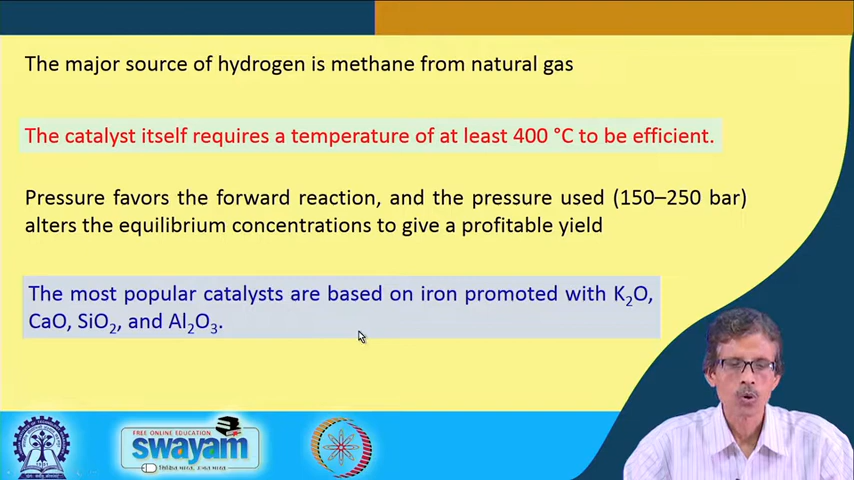 The major source of hydrogen is methane from natural gas
The catalyst itself requires a temperature of at least 400 °C to be efficient.
Pressure favors the forward reaction, and the pressure used (150–250 bar)
alters the equilibrium concentrations to give a profitable yield
The most popular catalysts are based on iron promoted with K₂O,
CaO, SiO₂, and Al₂O₃.
FREE ONLINE EDUCATION
swayam